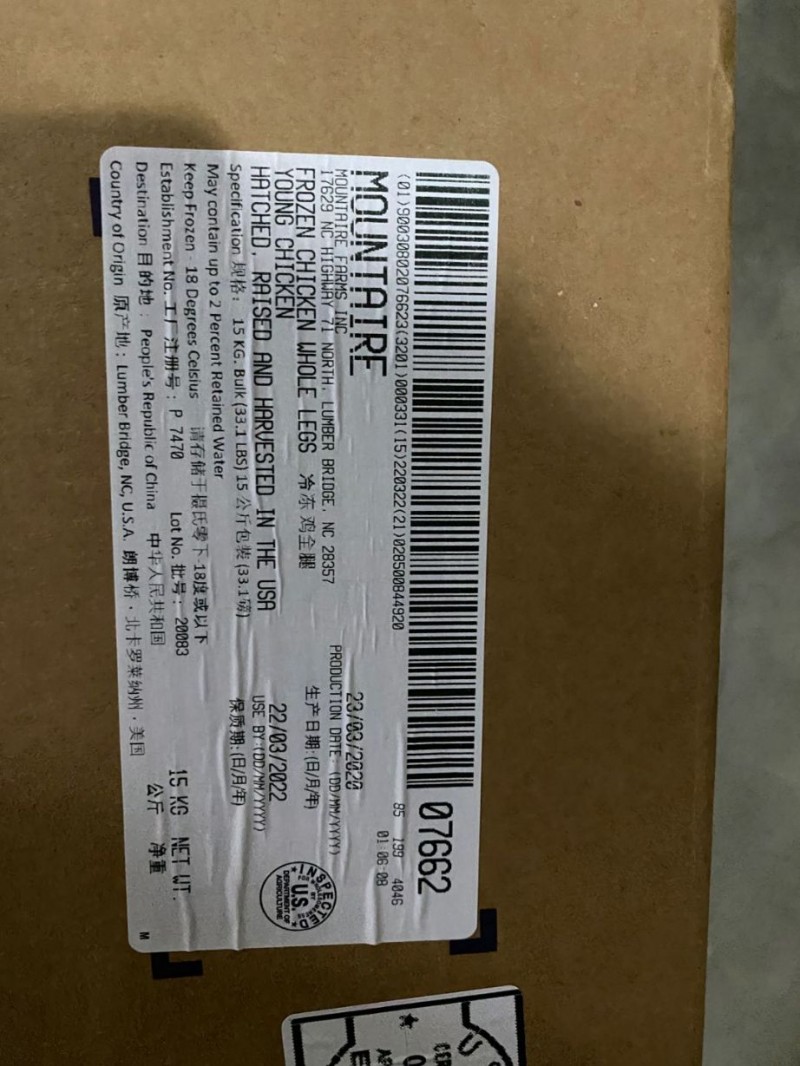 (01)90030802076623(3201)000331(15)220322(21)028500844920
07662
MOUNTAIRE
85 199 4046
01:06:08
MOUNTAIRE FARMS INC
17629 NC HIGHWAY 71 NORTH, LUMBER BRIDGE, NC 28357
FROZEN CHICKEN WHOLE LEGS 冷冻 鸡全腿
YOUNG CHICKEN
HATCHED, RAISED AND HARVESTED IN THE USA
23/03/2020
PRODUCTION DATE: (DD/MM/YYYY)
生产日期:(日/月/年)
Specification 规格: 15 KG. Bulk (33.1 LBS) 15 公斤包装 (33.1磅)
22/03/2022
USE BY:(DD/MM/YYYY)
保质期:(日/月/年)
May contain up to 2 Percent Retained Water
Keep Frozen - 18 Degrees Celsius 请存储于摄氏零下-18度或以下
Establishment No. 工厂注册号: P 7470 Lot No. 批号: 20083
Destination 目的地: People's Republic of China 中华人民共和国
Country of Origin 原产地: Lumber Bridge, NC, U.S.A. 朗博桥·北卡罗莱纳州·美国
15 KG NET WT.
公斤 净重
INSPECTED
U.S.
DEPARTMENT OF
AGRICULTURE
M